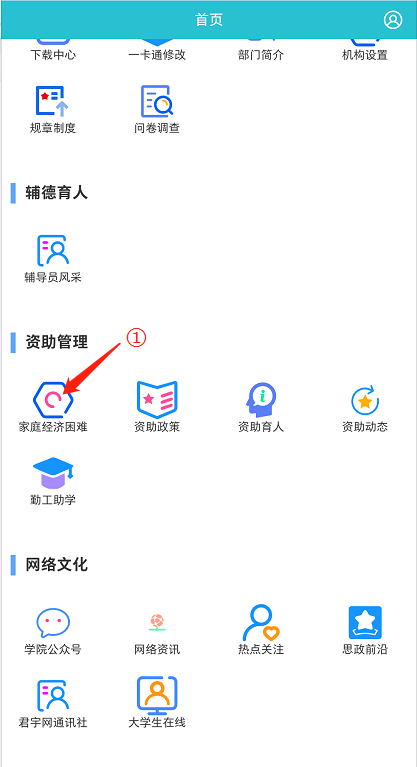 首页
下载中心 一卡通修改 部门简介 机构设置
规章制度 问卷调查
辅德育人
辅导员风采
资助管理
①
家庭经济困难 资助政策 资助育人 资助动态
勤工助学
网络文化
学院公众号 网络资讯 热点关注 思政前沿
君宇网通讯社 大学生在线